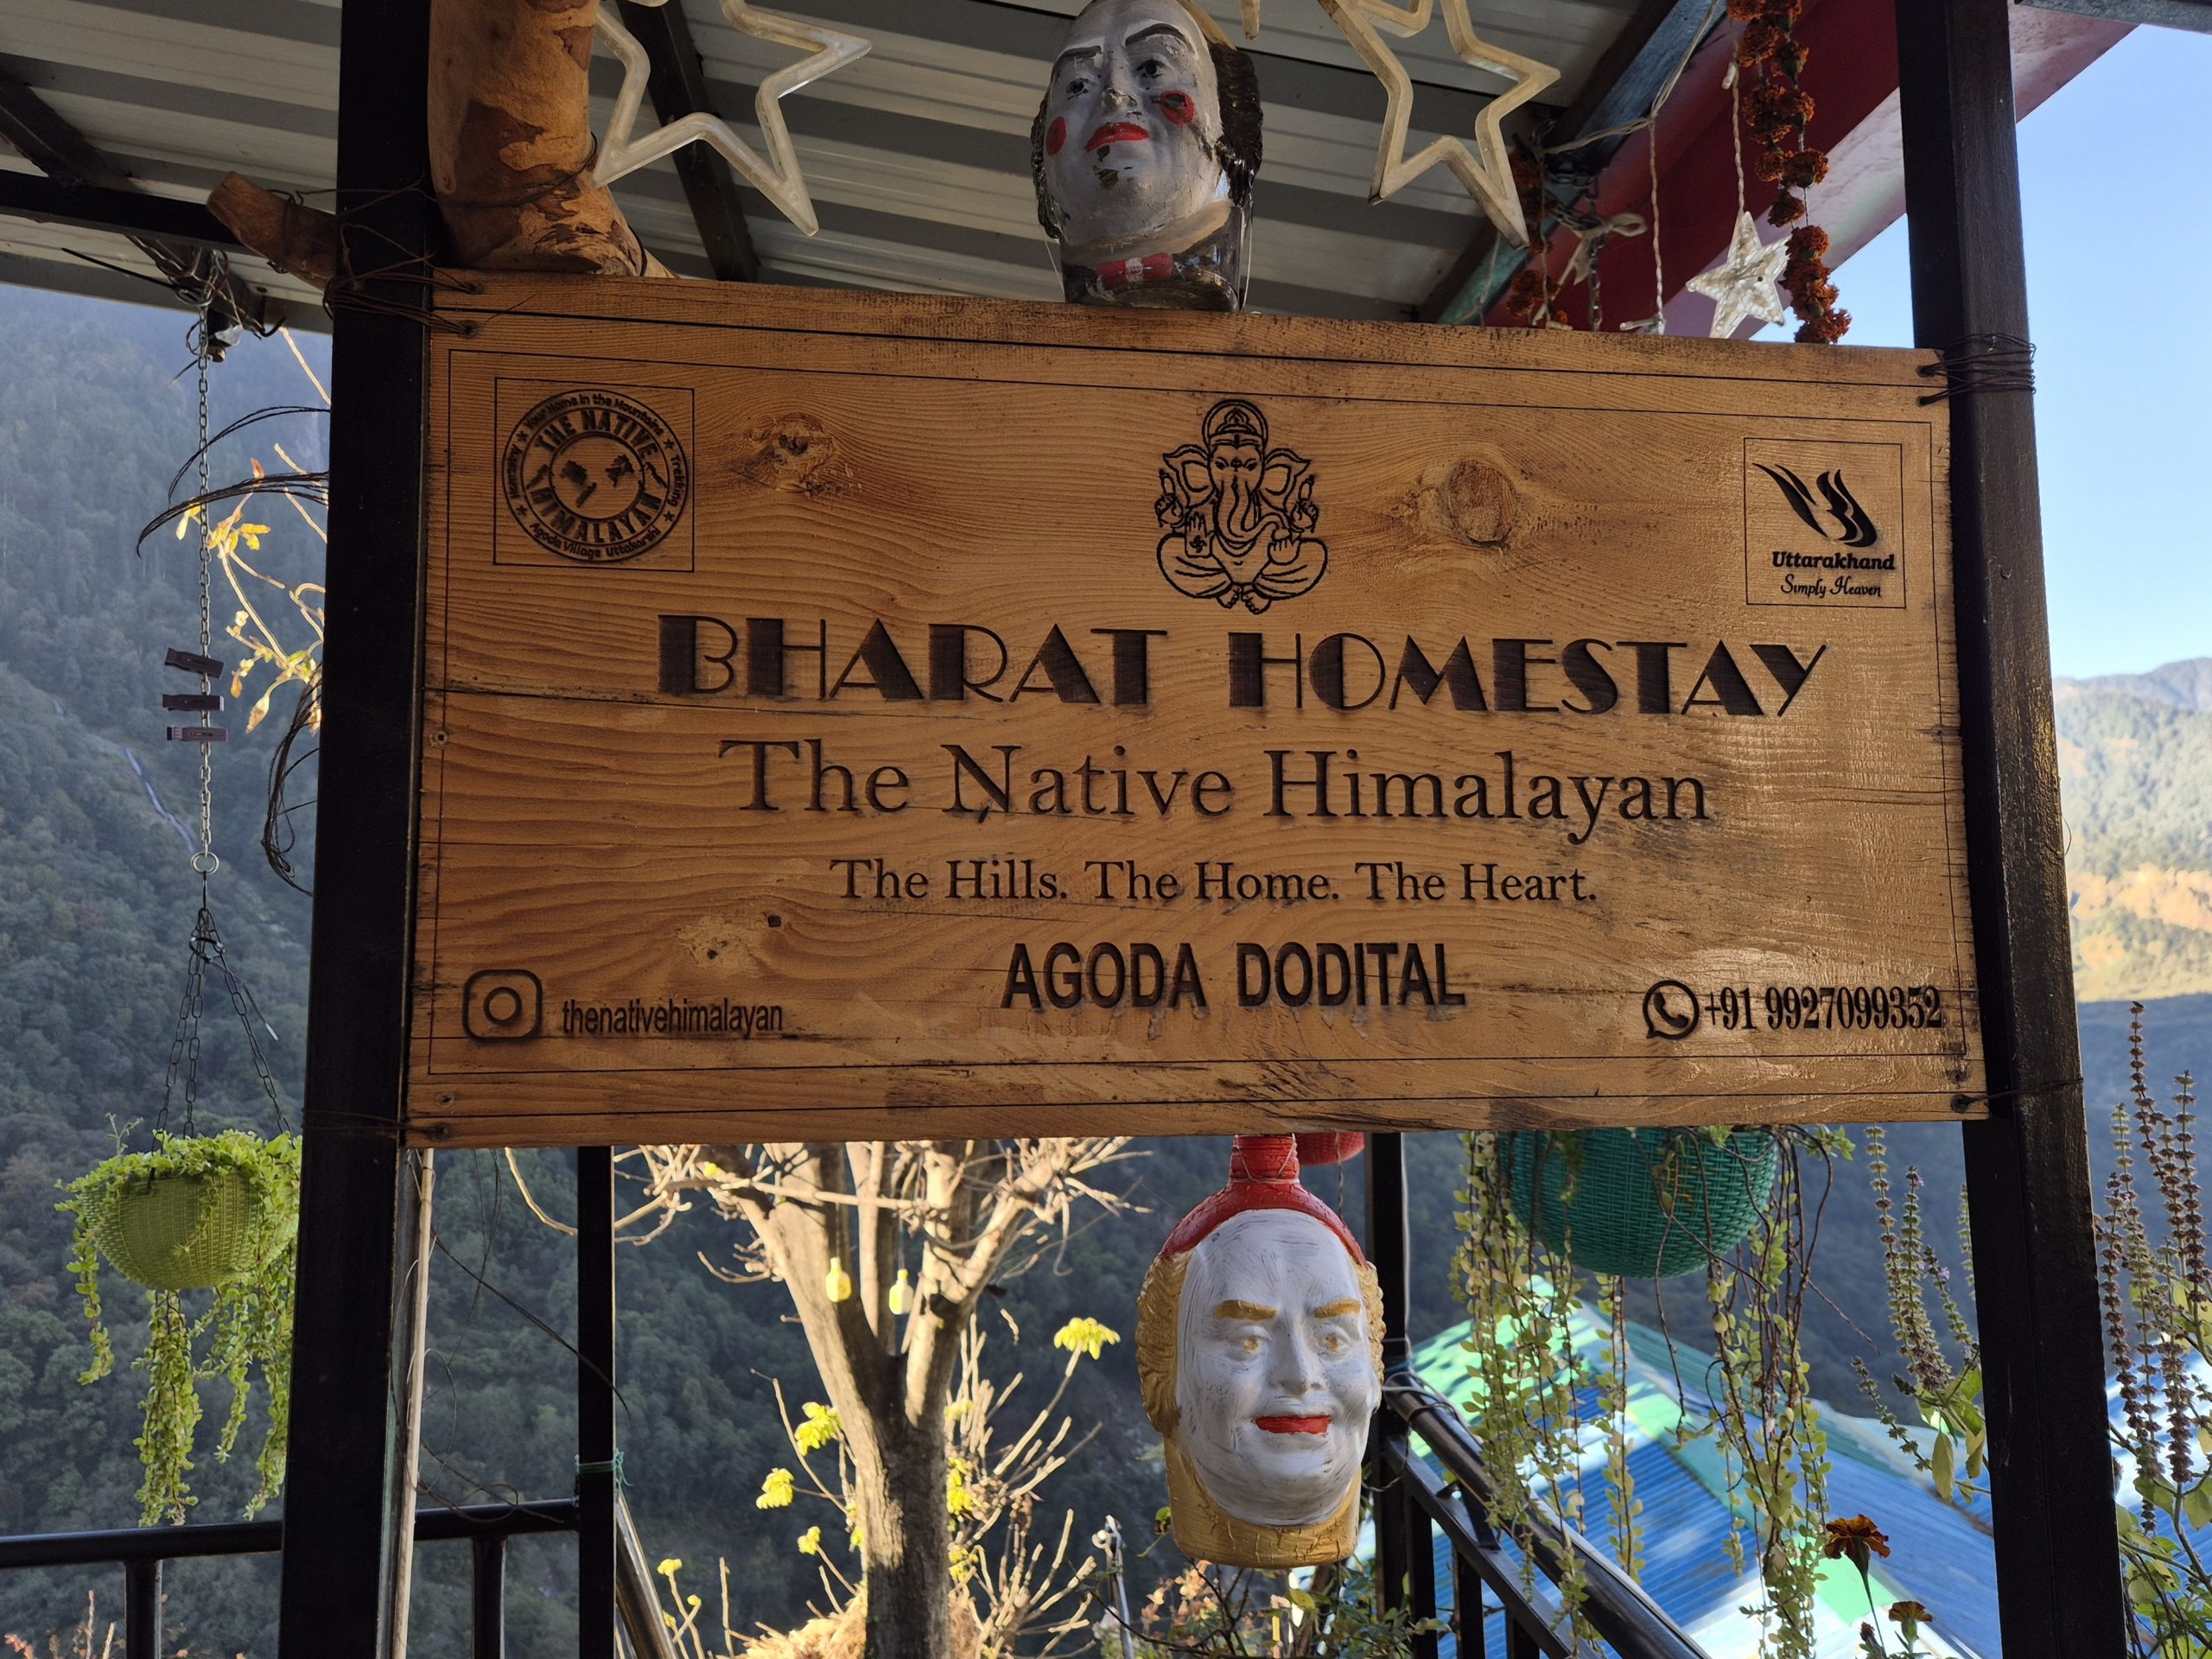 ★ Your Home in the Mountains ★ Trekking ★
THE NATIVE
HIMALAYAN
Agoda Village Uttakarshi
Uttarakhand
Simply Heaven
BHARAT HOMESTAY
The Native Himalayan
The Hills. The Home. The Heart.
AGODA DODITAL
thenativehimalayan
+91 9927099352